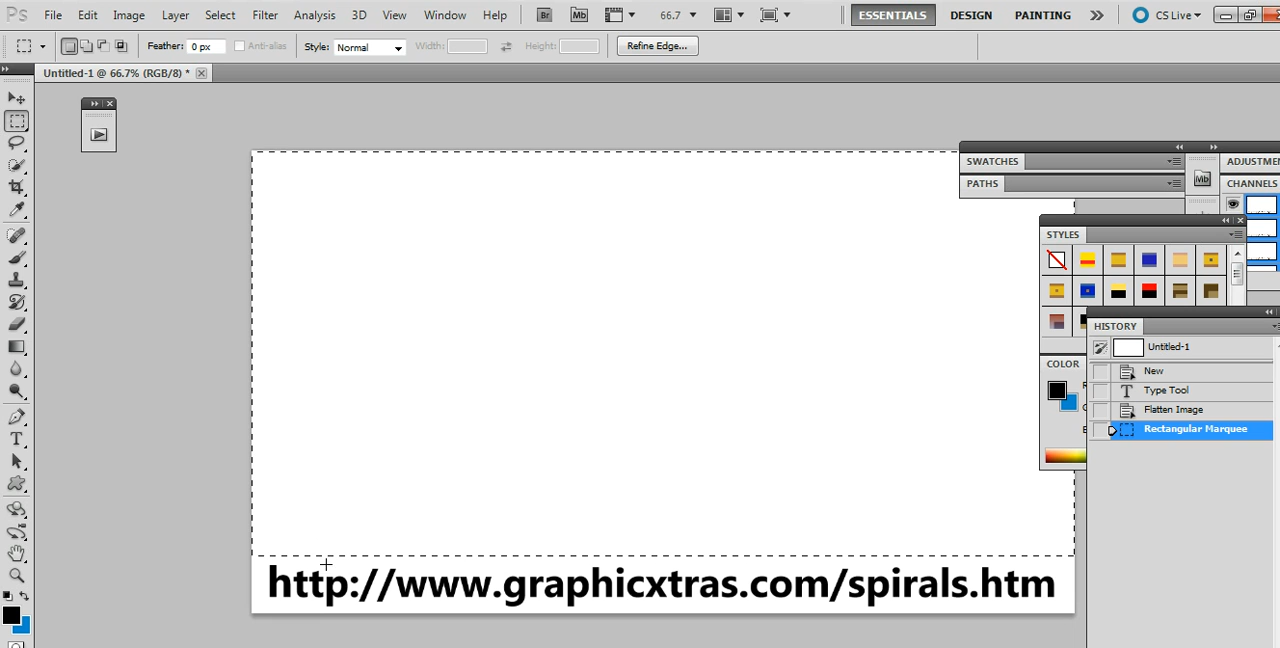 Ps File Edit Image Layer Select Filter Analysis 3D View Window Help Br Mb 66.7 ESSENTIALS DESIGN PAINTING CS Live
Feather: 0 px Anti-alias Style: Normal Width: Height: Refine Edge...
Untitled-1 @ 66.7% (RGB/8) *
SWATCHES
PATHS
Mb
ADJUSTMEN
CHANNELS
STYLES
COLOR
HISTORY
Untitled-1
New
Type Tool
Flatten Image
Rectangular Marquee
http://www.graphicxtras.com/spirals.htm